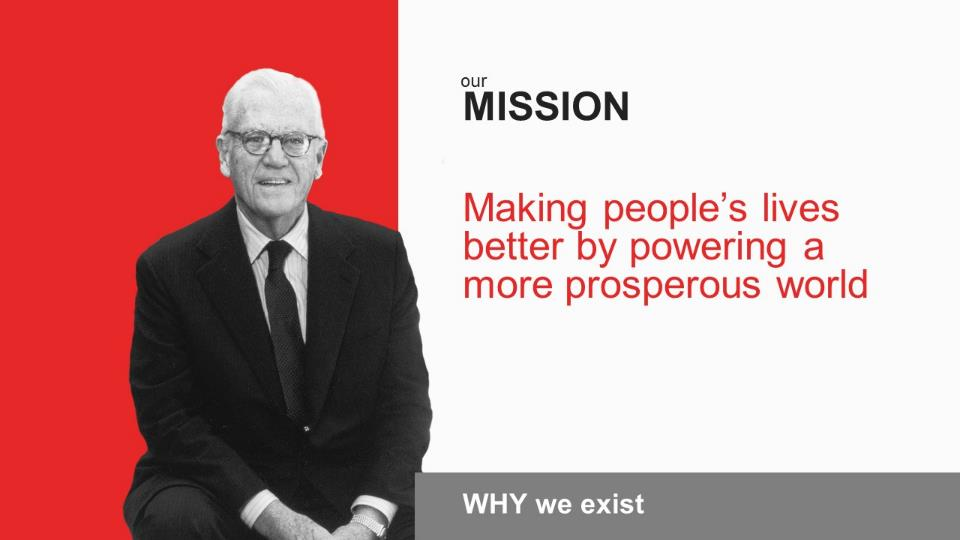 our
MISSION
Making people’s lives
better by powering a
more prosperous world
WHY we exist